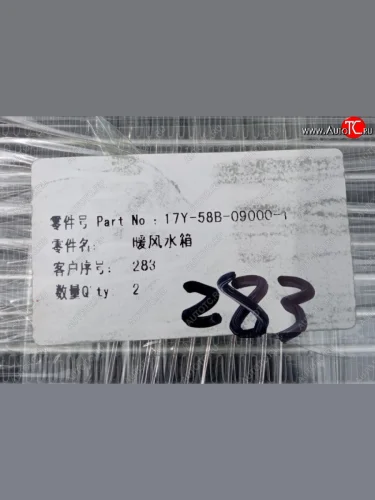 www.AutoTC.ru
零件号 Part No：17Y-58B-09000-1
零件名： 暖风水箱
客户序号： 283
数量Q'ty 2
283